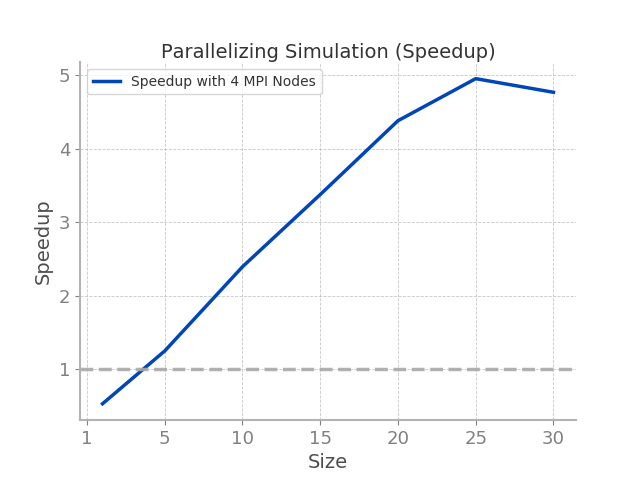 Parallelizing Simulation (Speedup)
Speedup with 4 MPI Nodes
5
4
3
2
1
Speedup
1 5 10 15 20 25 30
Size